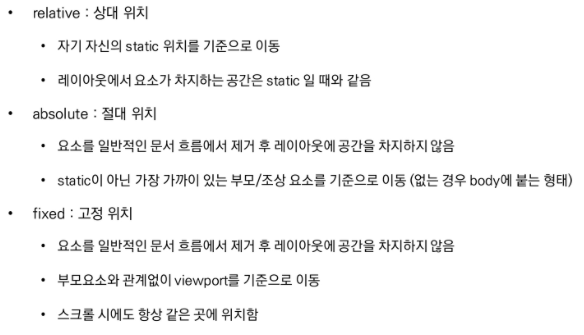 • relative : 상대 위치
• 자기 자신의 static 위치를 기준으로 이동
• 레이아웃에서 요소가 차지하는 공간은 static 일 때와 같음
• absolute : 절대 위치
• 요소를 일반적인 문서 흐름에서 제거 후 레이아웃에 공간을 차지하지 않음
• static이 아닌 가장 가까이 있는 부모/조상 요소를 기준으로 이동 (없는 경우 body에 붙는 형태)
• fixed : 고정 위치
• 요소를 일반적인 문서 흐름에서 제거 후 레이아웃에 공간을 차지하지 않음
• 부모요소와 관계없이 viewport를 기준으로 이동
• 스크롤 시에도 항상 같은 곳에 위치함